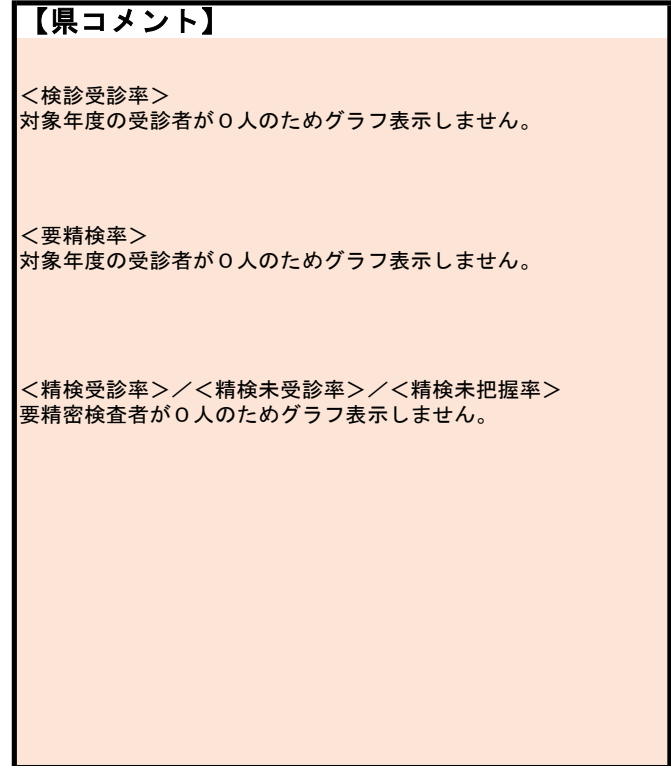 【県コメント】
＜検診受診率＞
対象年度の受診者が０人のためグラフ表示しません。
＜要精検率＞
対象年度の受診者が０人のためグラフ表示しません。
＜精検受診率＞／＜精検未受診率＞／＜精検未把握率＞
要精密検査者が０人のためグラフ表示しません。